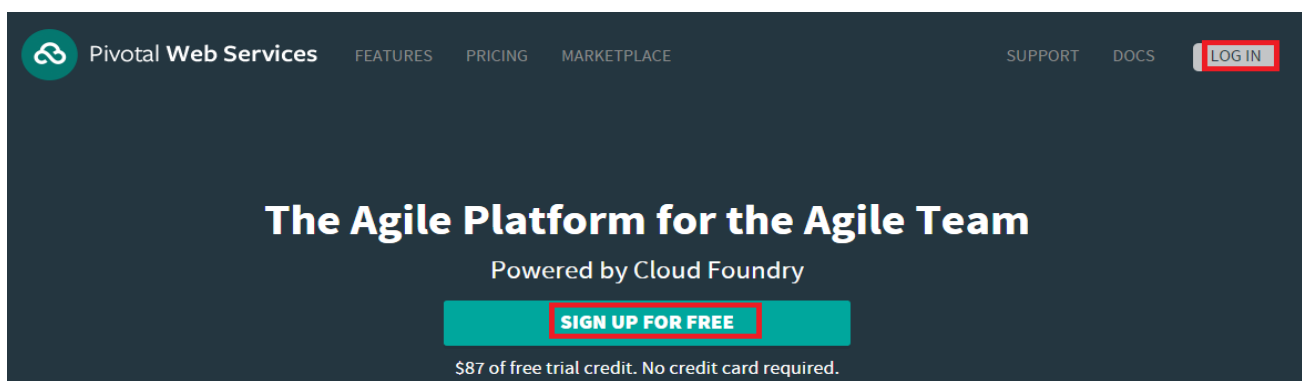 Pivotal Web Services FEATURES PRICING MARKETPLACE SUPPORT DOCS LOG IN
The Agile Platform for the Agile Team
Powered by Cloud Foundry
SIGN UP FOR FREE
$87 of free trial credit. No credit card required.